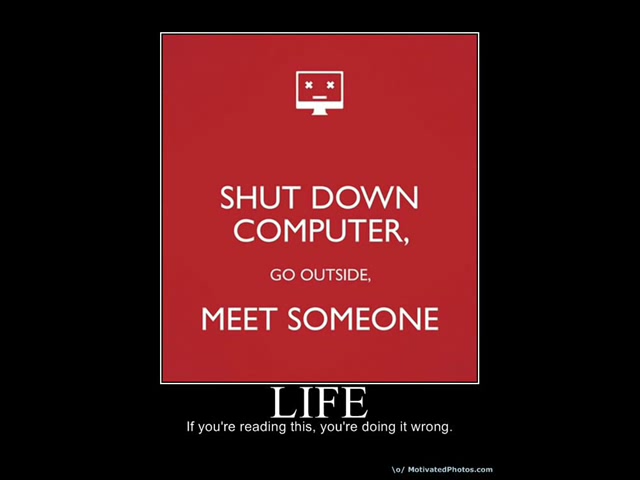 SHUT DOWN
COMPUTER,
GO OUTSIDE,
MEET SOMEONE
LIFE
If you're reading this, you're doing it wrong.
\o/ MotivatedPhotos.com